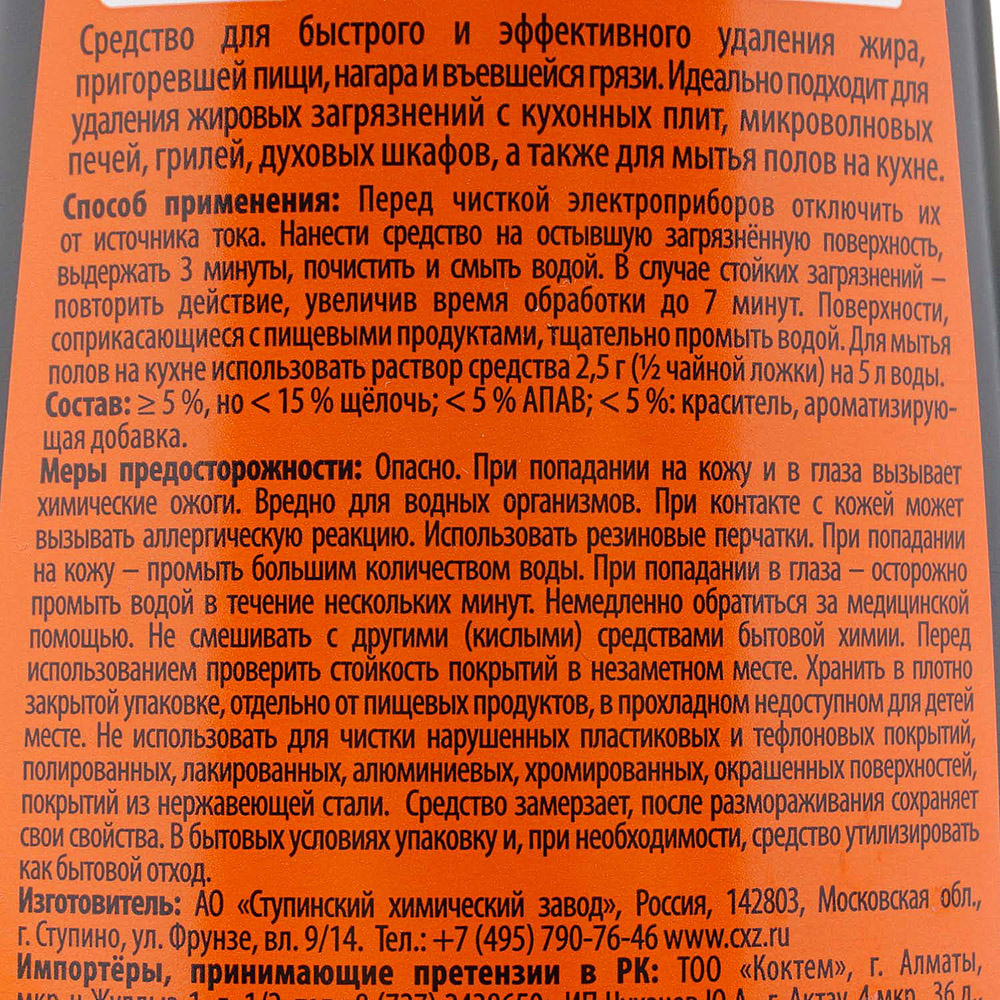 Средство для быстрого и эффективного удаления жира,
пригоревшей пищи, нагара и въевшейся грязи. Идеально подходит для
удаления жировых загрязнений с кухонных плит, микроволновых
печей, грилей, духовых шкафов, а также для мытья полов на кухне.
Способ применения: Перед чисткой электроприборов отключить их
от источника тока. Нанести средство на остывшую загрязнённую поверхность,
выдержать 3 минуты, почистить и смыть водой. В случае стойких загрязнений –
повторить действие, увеличив время обработки до 7 минут. Поверхности,
соприкасающиеся с пищевыми продуктами, тщательно промыть водой. Для мытья
полов на кухне использовать раствор средства 2,5 г (½ чайной ложки) на 5 л воды.
Состав: ≥ 5 %, но < 15 % щёлочь; < 5 % АПАВ; < 5 %: краситель, ароматизирую-
щая добавка.
Меры предосторожности: Опасно. При попадании на кожу и в глаза вызывает
химические ожоги. Вредно для водных организмов. При контакте с кожей может
вызывать аллергическую реакцию. Использовать резиновые перчатки. При попадании
на кожу – промыть большим количеством воды. При попадании в глаза – осторожно
промыть водой в течение нескольких минут. Немедленно обратиться за медицинской
помощью. Не смешивать с другими (кислыми) средствами бытовой химии. Перед
использованием проверить стойкость покрытий в незаметном месте. Хранить в плотно
закрытой упаковке, отдельно от пищевых продуктов, в прохладном недоступном для детей
месте. Не использовать для чистки нарушенных пластиковых и тефлоновых покрытий,
полированных, лакированных, алюминиевых, хромированных, окрашенных поверхностей,
покрытий из нержавеющей стали. Средство замерзает, после размораживания сохраняет
свои свойства. В бытовых условиях упаковку и, при необходимости, средство утилизировать
как бытовой отход.
Изготовитель: АО «Ступинский химический завод», Россия, 142803, Московская обл.,
г. Ступино, ул. Фрунзе, вл. 9/14. Тел.: +7 (495) 790-76-46 www.cxz.ru
Импортёры, принимающие претензии в РК: ТОО «Коктем», г. Алматы,